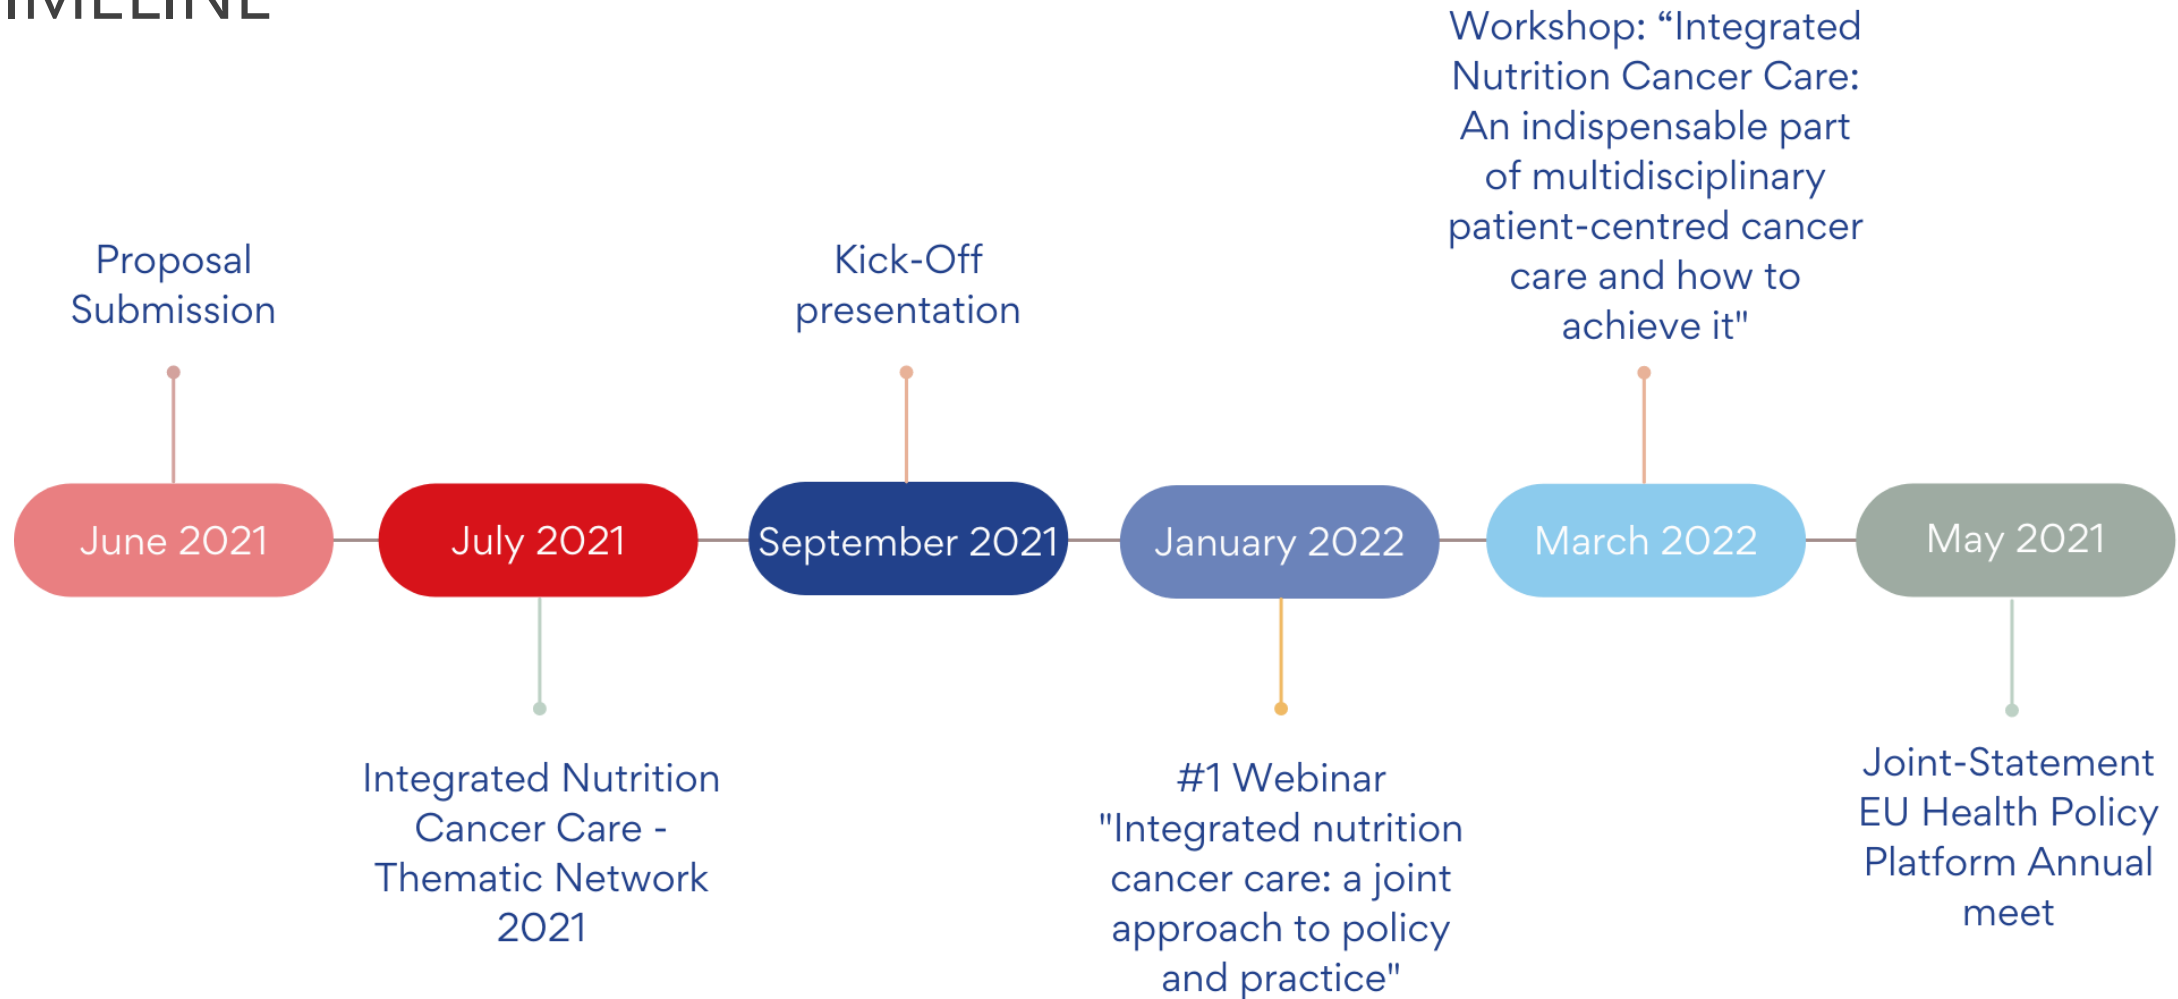 TIMELINE
Workshop: “Integrated
Nutrition Cancer Care:
An indispensable part
of multidisciplinary
patient-centred cancer
care and how to
achieve it"
Proposal
Submission
Kick-Off
presentation
June 2021
July 2021
September 2021
January 2022
March 2022
May 2021
Integrated Nutrition
Cancer Care -
Thematic Network
2021
#1 Webinar
"Integrated nutrition
cancer care: a joint
approach to policy
and practice"
Joint-Statement
EU Health Policy
Platform Annual
meet